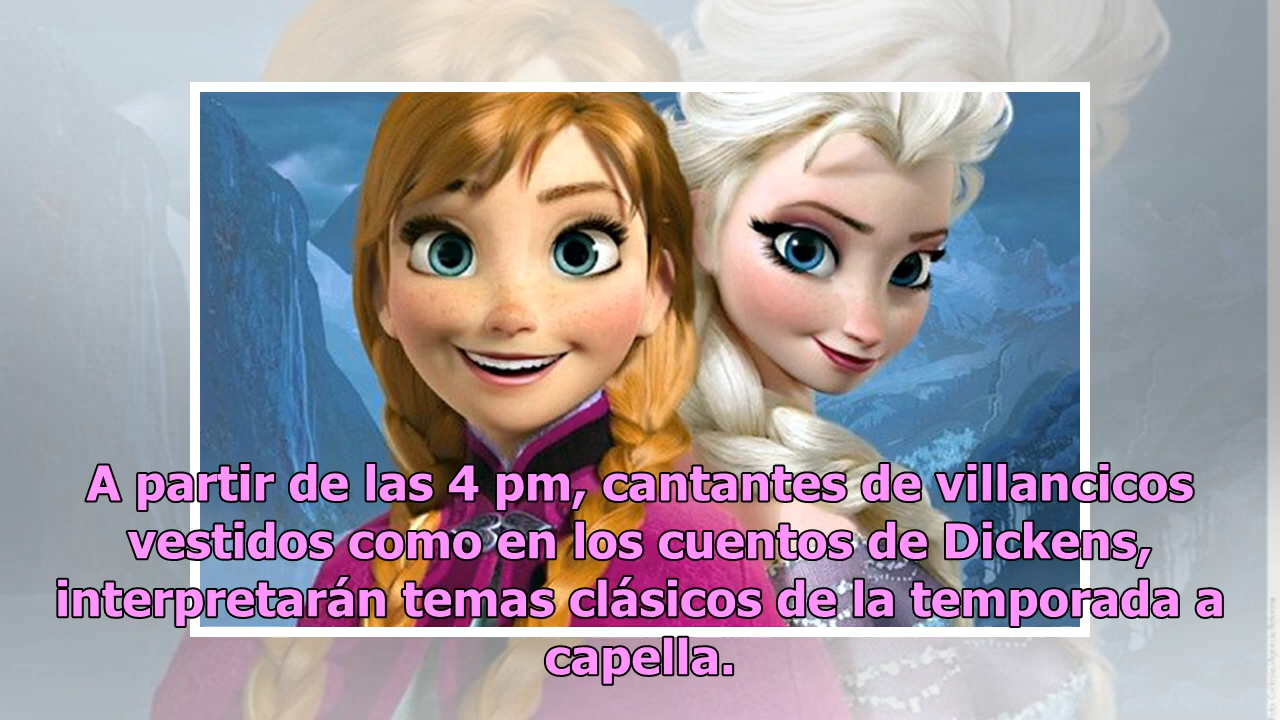 A partir de las 4 pm, cantantes de villancicos
vestidos como en los cuentos de Dickens,
interpretarán temas clásicos de la temporada a
capella.